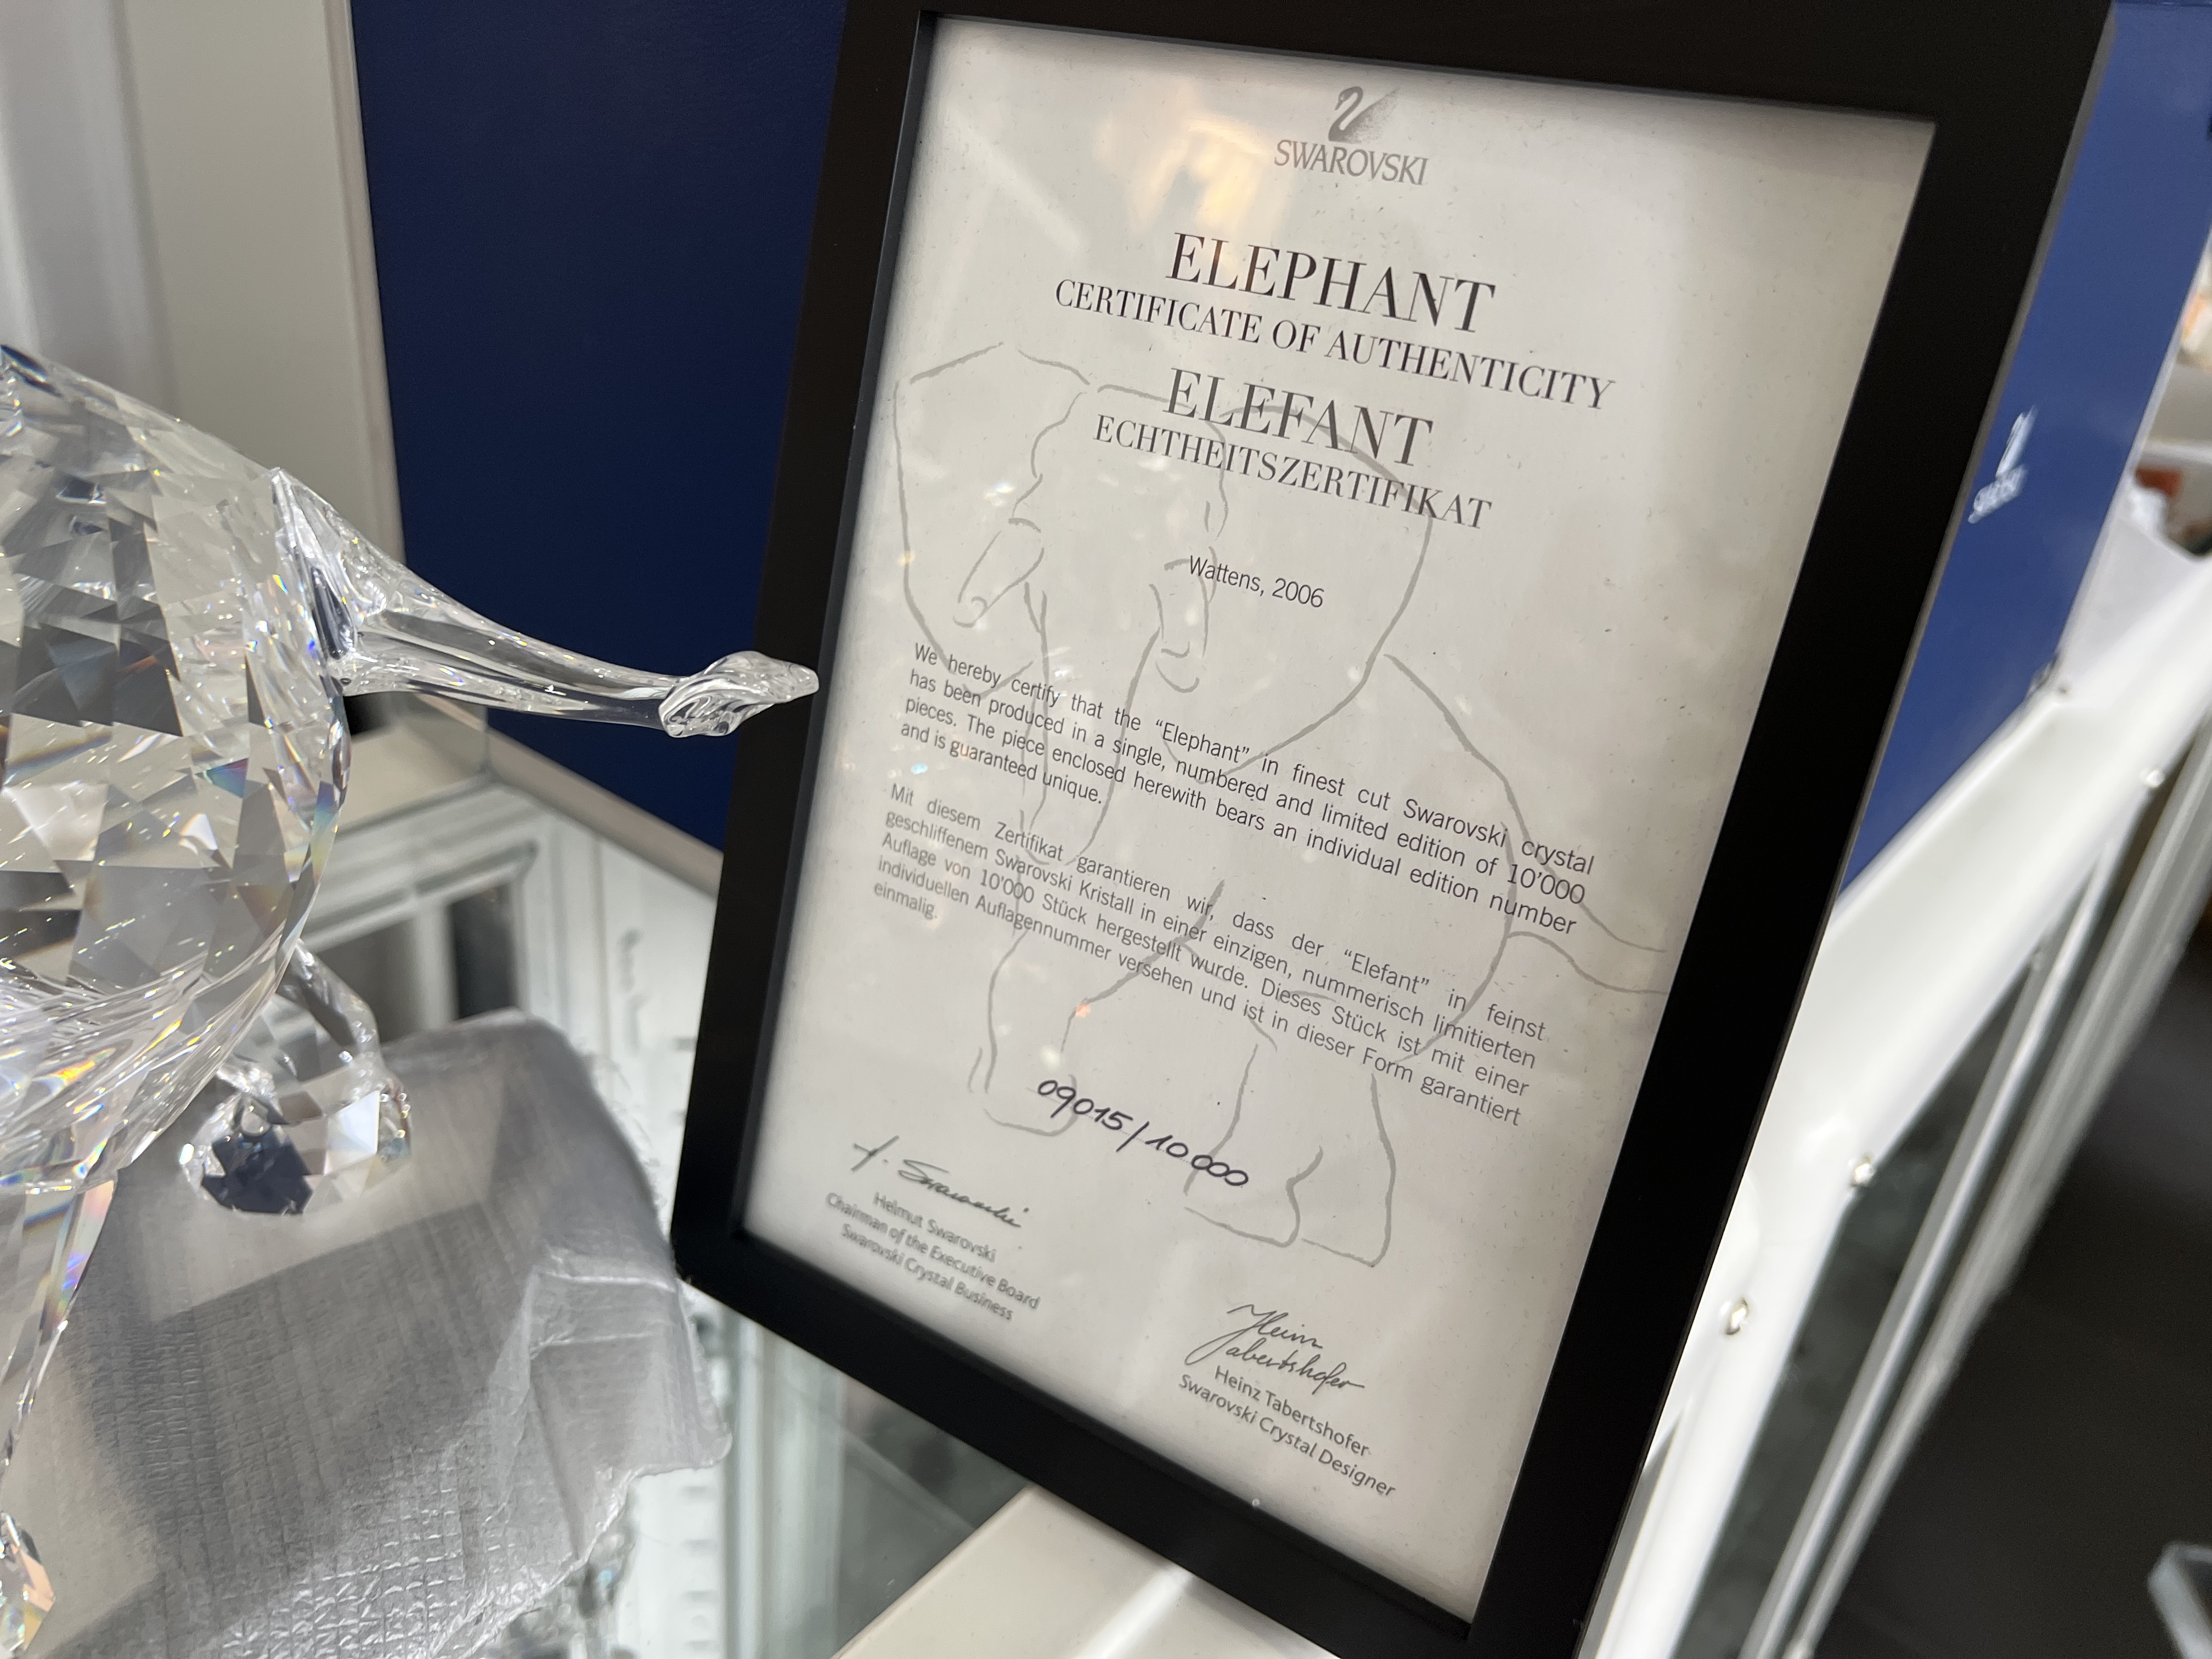 SWAROVSKI
ELEPHANT
CERTIFICATE OF AUTHENTICITY
ELEFANT
ECHTHEITSZERTIFIKAT
Wattens, 2006
We hereby certify that the “Elephant” in finest cut Swarovski crystal
has been produced in a single, numbered and limited edition of 10’000
pieces. The piece enclosed herewith bears an individual edition number
and is guaranteed unique.
Mit diesem Zertifikat garantieren wir, dass der “Elefant” in feinst
geschliffenem Swarovski Kristall in einer einzigen, nummerisch limitierten
Auflage von 10’000 Stück hergestellt wurde. Dieses Stück ist mit einer
individuellen Auflagennummer versehen und ist in dieser Form garantiert
einmalig.
09015/10000
Swarovski
Helmut Swarovski
Chairman of the Executive Board
Swarovski Crystal Business
Heinz
Tabertshofer
Heinz Tabertshofer
Swarovski Crystal Designer